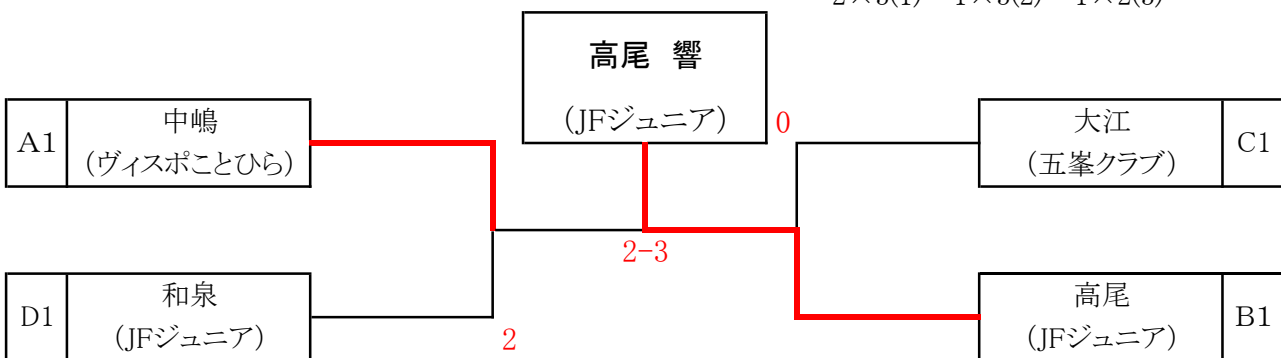 高尾 響
(JFジュニア)
0
A1
中嶋
(ヴィスポことひら)
大江
(五峯クラブ)
C1
2-3
D1
和泉
(JFジュニア)
2
高尾
(JFジュニア)
B1